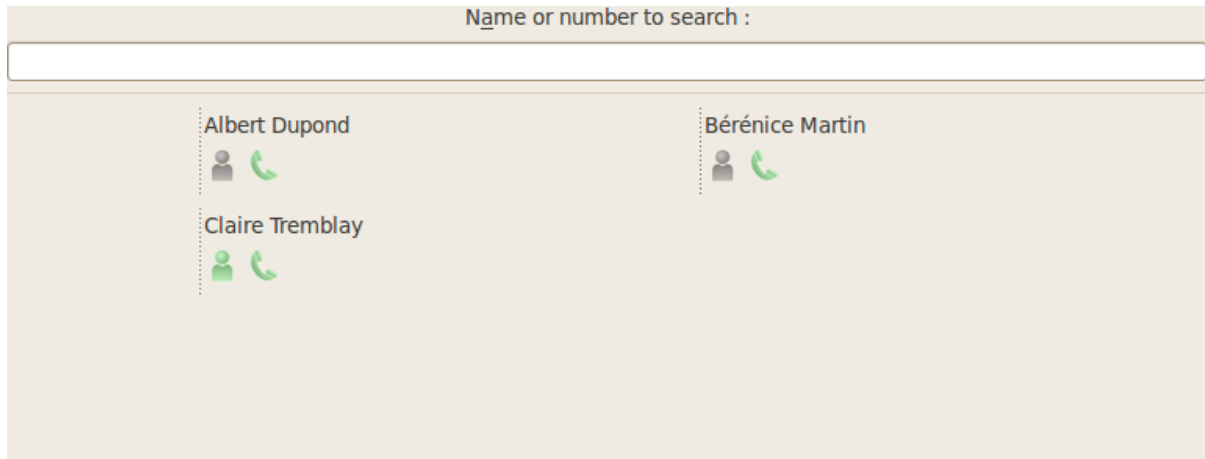 Name or number to search :
Albert Dupond
Bérénice Martin
Claire Tremblay